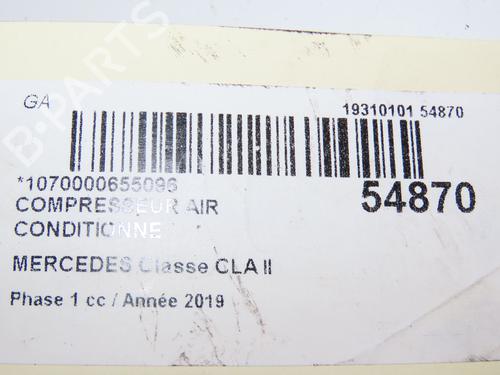 GA
19310101 54870
*1070000655096
54870
COMPRESSEUR AIR
CONDITIONNE
MERCEDES Classe CLA II
Phase 1 cc / Année 2019
B-PARTS